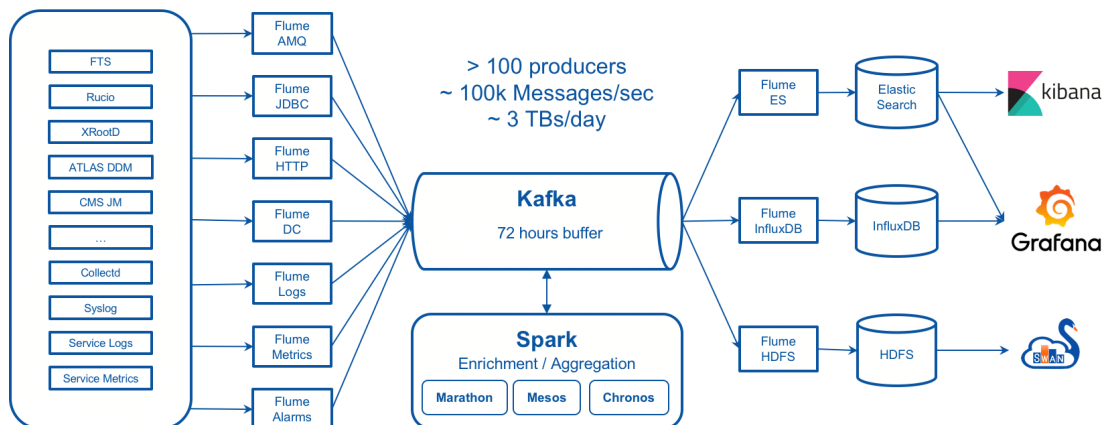 FTS
Rucio
XRootD
ATLAS DDM
CMS JM
...
Collectd
Syslog
Service Logs
Service Metrics
Flume
AMQ
Flume
JDBC
Flume
HTTP
Flume
DC
Flume
Logs
Flume
Metrics
Flume
Alarms
> 100 producers
~ 100k Messages/sec
~ 3 TBs/day
Kafka
72 hours buffer
Spark
Enrichment / Aggregation
Marathon
Mesos
Chronos
Flume
ES
Flume
InfluxDB
Flume
HDFS
Elastic
Search
InfluxDB
HDFS
kibana
Grafana
SWAN